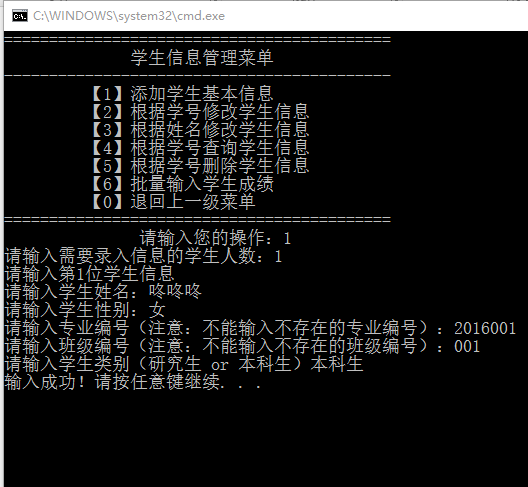 C:\WINDOWS\system32\cmd.exe
===========================================
学生信息管理菜单
-------------------------------------------
【1】添加学生基本信息
【2】根据学号修改学生信息
【3】根据姓名修改学生信息
【4】根据学号查询学生信息
【5】根据学号删除学生信息
【6】批量输入学生成绩
【0】退回上一级菜单
===========================================
请输入您的操作：1
请输入需要录入信息的学生人数：1
请输入第1位学生信息
请输入学生姓名：咚咚咚
请输入学生性别：女
请输入专业编号（注意：不能输入不存在的专业编号）：2016001
请输入班级编号（注意：不能输入不存在的班级编号）：001
请输入学生类别（研究生 or 本科生）本科生
输入成功！请按任意键继续. . .